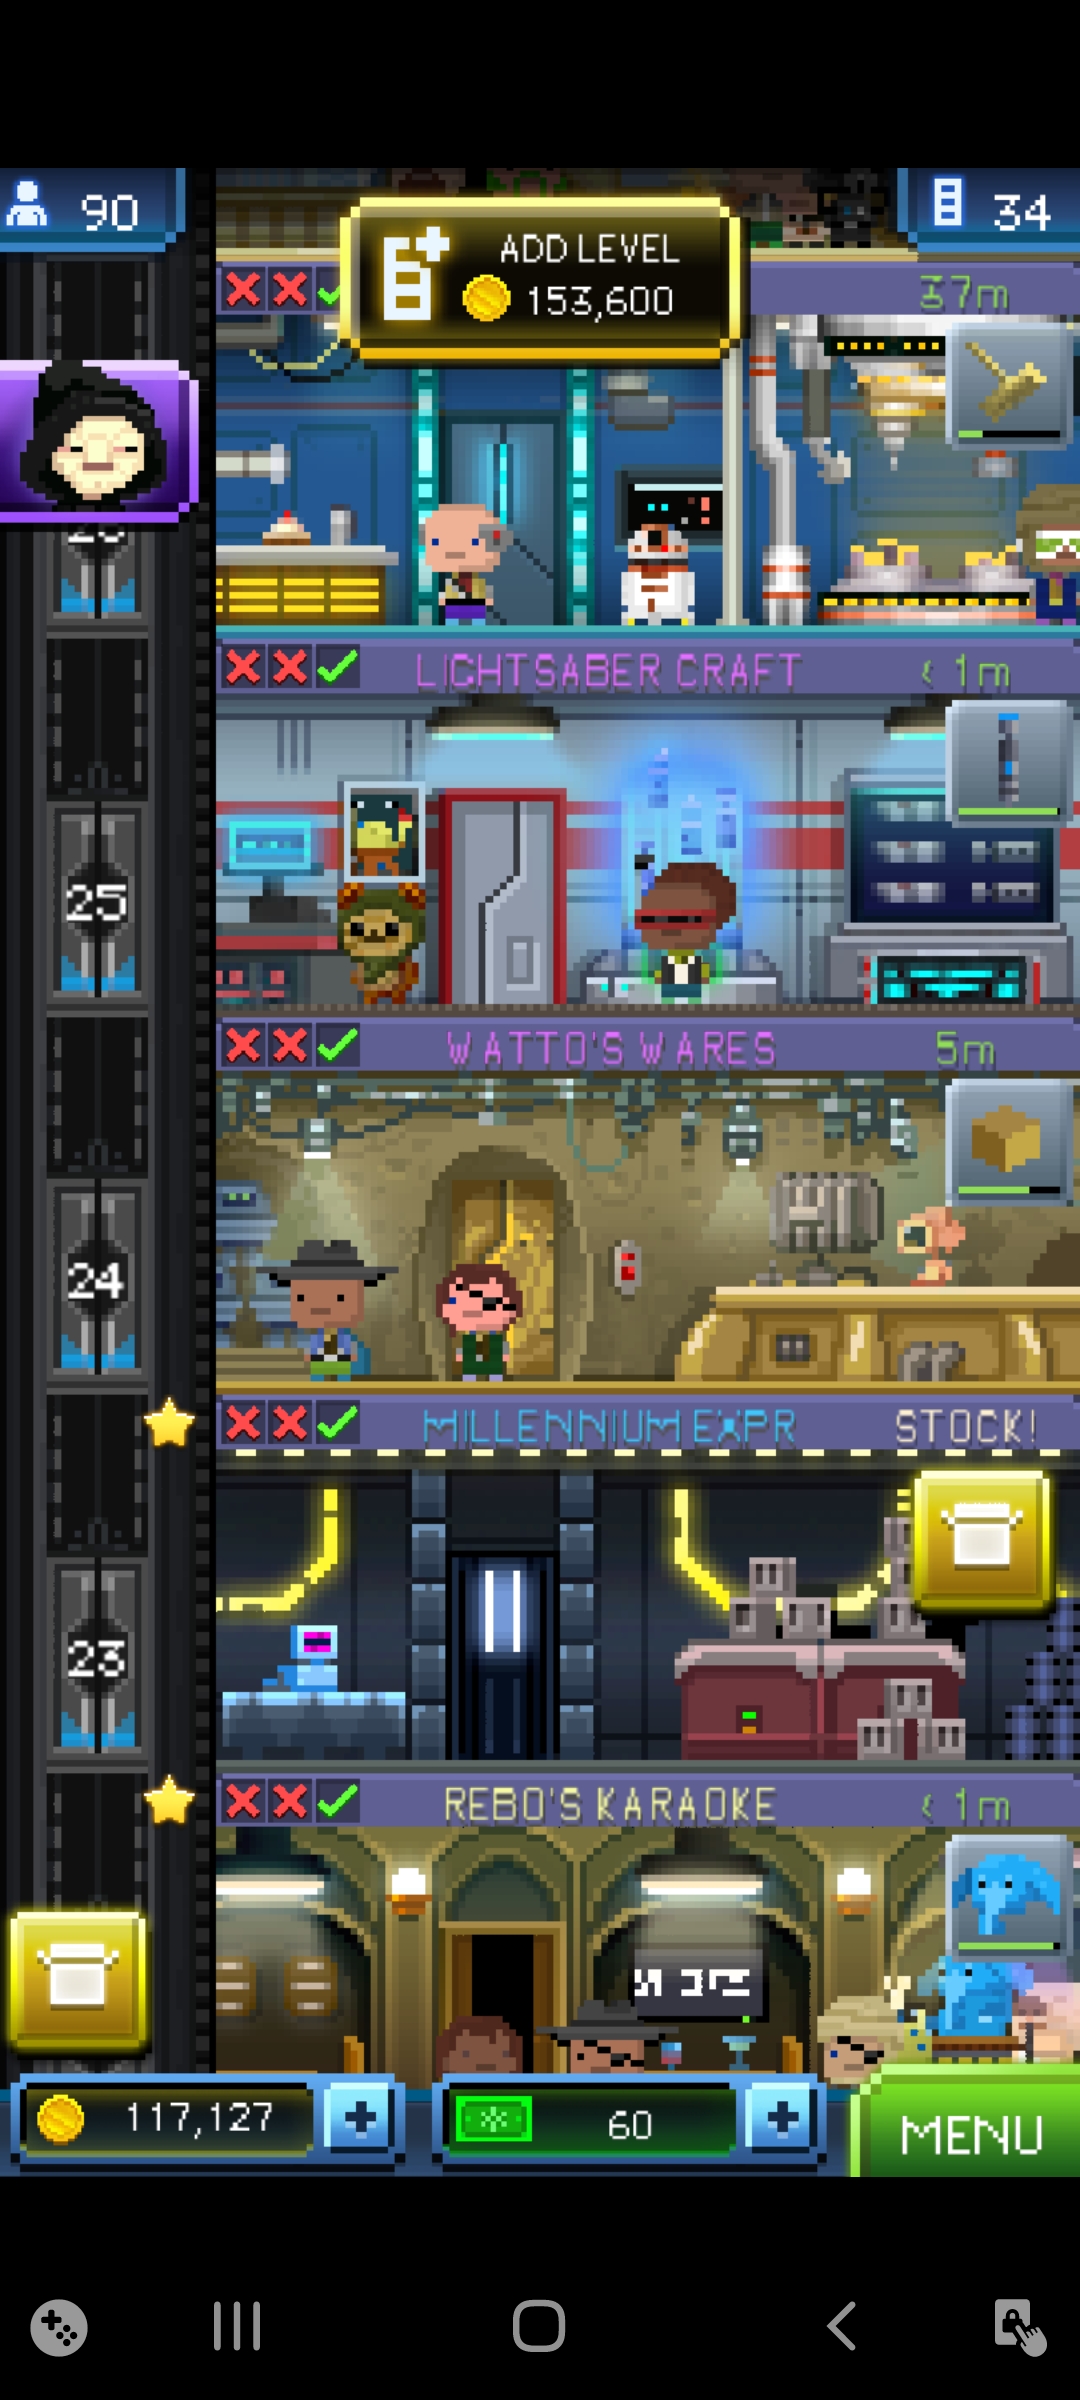 90
34
ADD LEVEL
153,600
37m
LIGHTSABER CRAFT
< 1m
25
WATTO'S WARES
5m
24
MILLENNIUM EXPR
STOCK!
23
REBO'S KARAOKE
< 1m
117,127
60
MENU